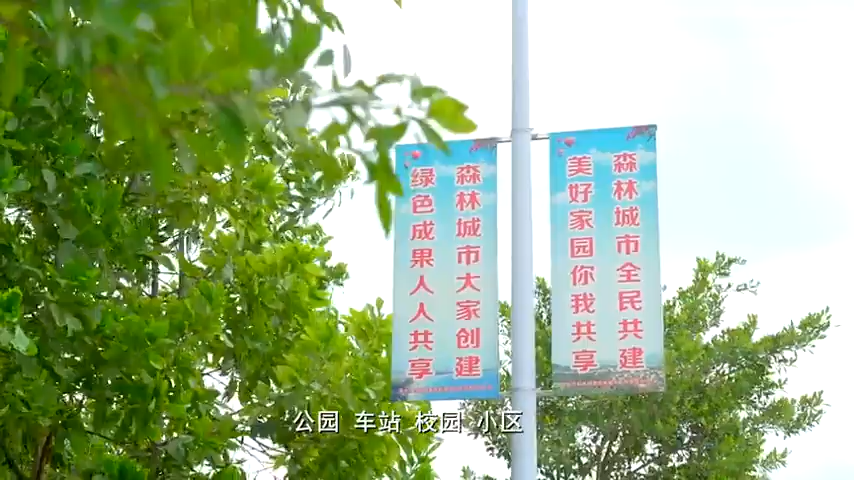 森林城市大家创建
绿色成果人人共享
森林城市全民共建
美好家园你我共享
公园 车站 校园 小区